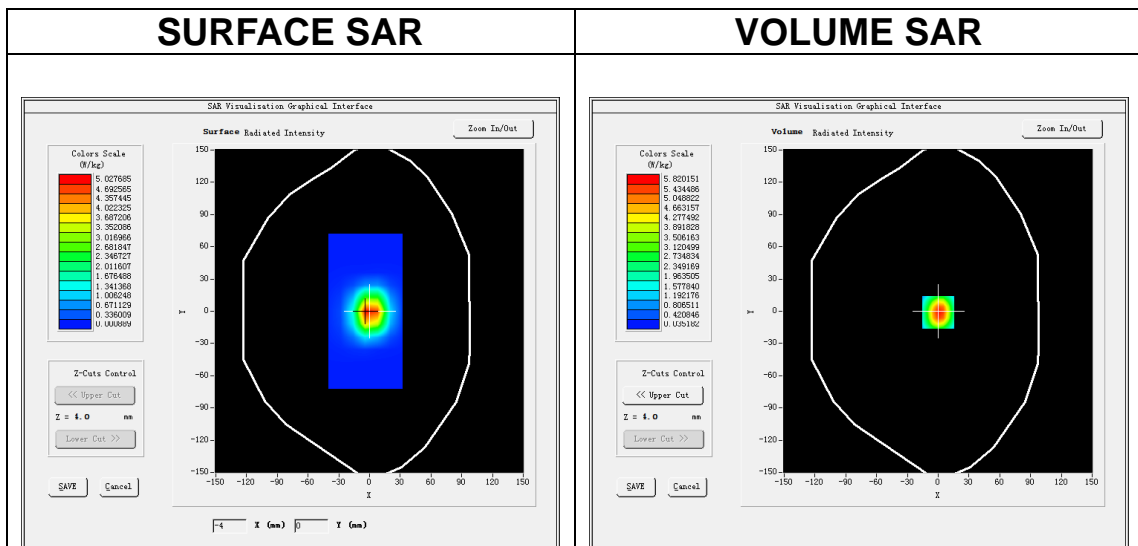 SURFACE SAR
VOLUME SAR
SAR Visualisation Graphical Interface
Surface Radiated Intensity
Zoom In/Out
Colors Scale
(W/kg)
5.027685
4.692565
4.357445
4.022325
3.687206
3.352086
3.016966
2.681847
2.346727
2.011607
1.676488
1.341368
1.006248
0.671129
0.336009
0.000889
Z-Cuts Control
<< Upper Cut
Z = 4.0 mm
Lower Cut >>
SAVE Cancel
150
120
90
60
30
0
-30
-60
-90
-120
-150
Y
-150 -120 -90 -60 -30 0 30 60 90 120 150
X
-4 X (mm) 0 Y (mm)
SAR Visualisation Graphical Interface
Volume Radiated Intensity
Zoom In/Out
Colors Scale
(W/kg)
5.820151
5.434486
5.048822
4.663157
4.277492
3.891828
3.506163
3.120499
2.734834
2.349169
1.963505
1.577840
1.192176
0.806511
0.420846
0.035182
Z-Cuts Control
<< Upper Cut
Z = 4.0 mm
Lower Cut >>
SAVE Cancel
150
120
90
60
30
0
-30
-60
-90
-120
-150
Y
-150 -120 -90 -60 -30 0 30 60 90 120 150
X